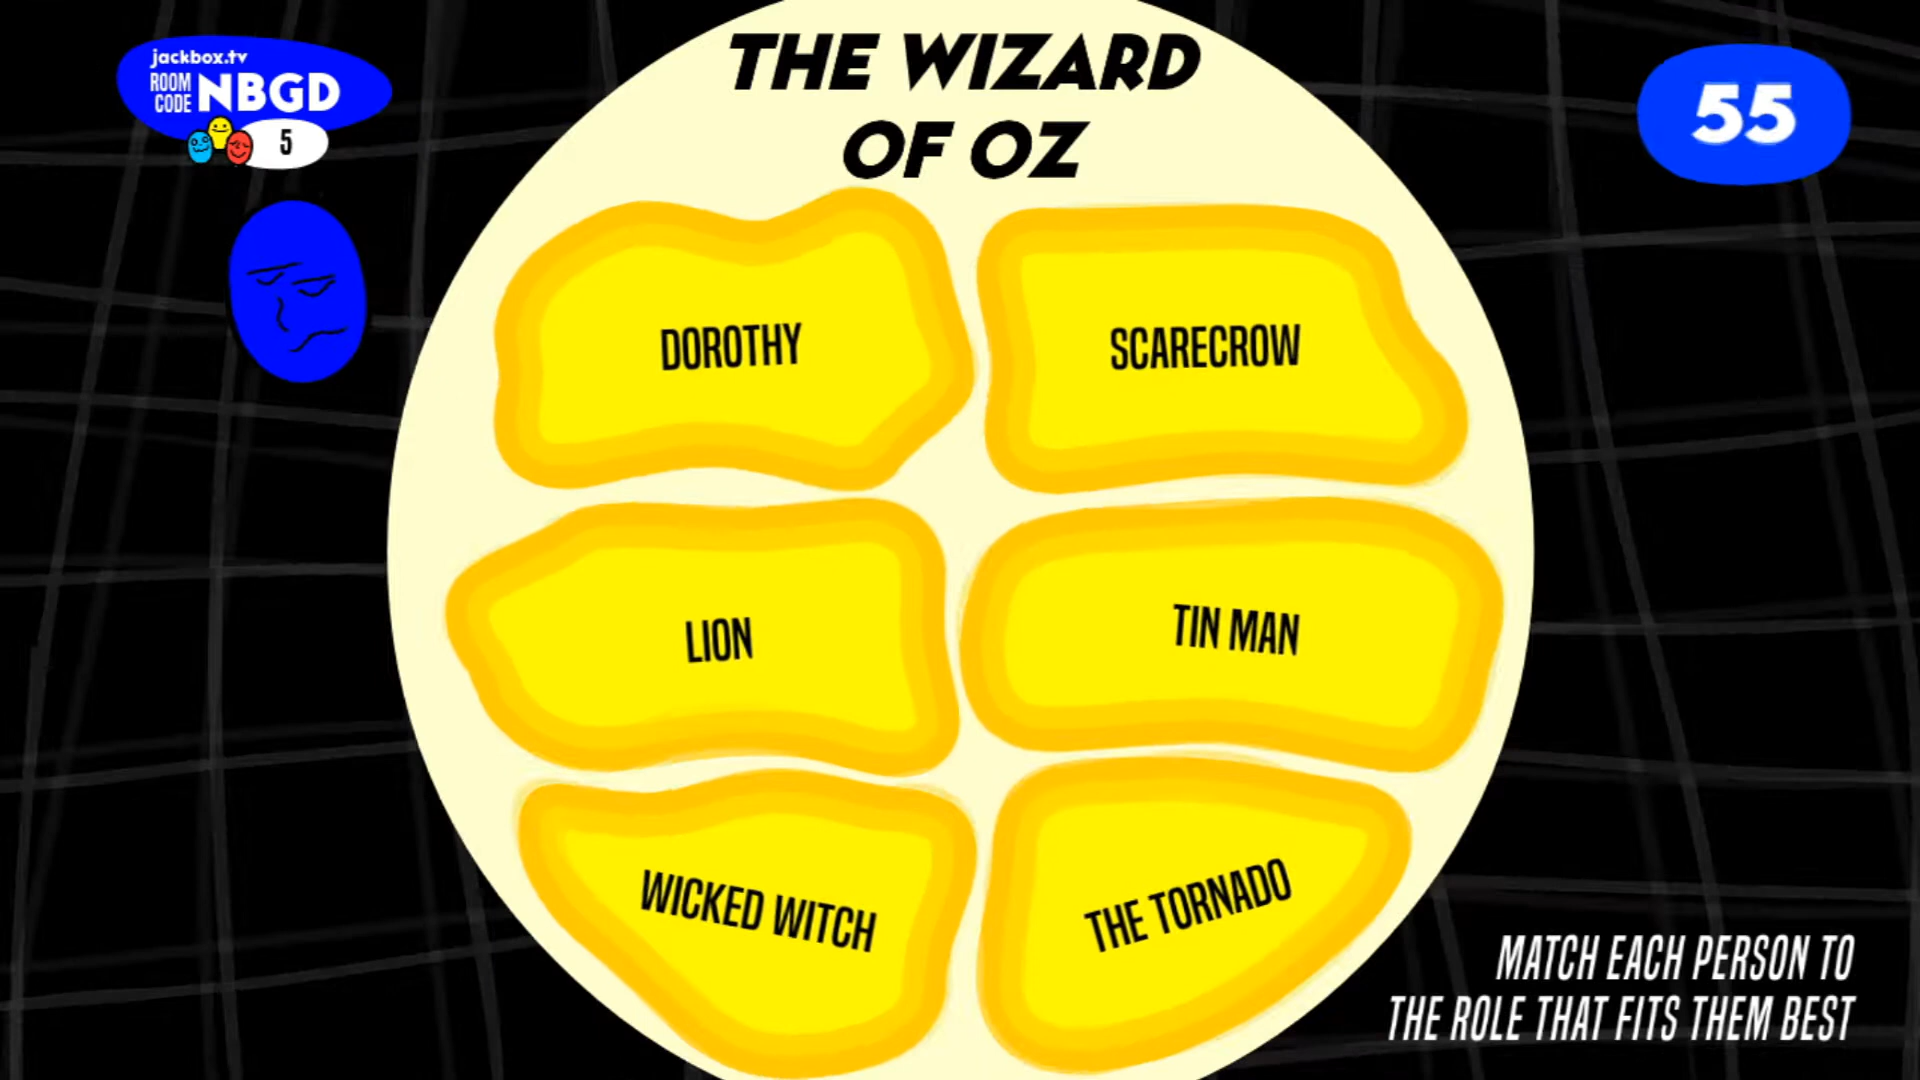 jackbox.tv
ROOM CODE NBGD
5
THE WIZARD
OF OZ
55
DOROTHY
SCARECROW
LION
TIN MAN
WICKED WITCH
THE TORNADO
MATCH EACH PERSON TO
THE ROLE THAT FITS THEM BEST